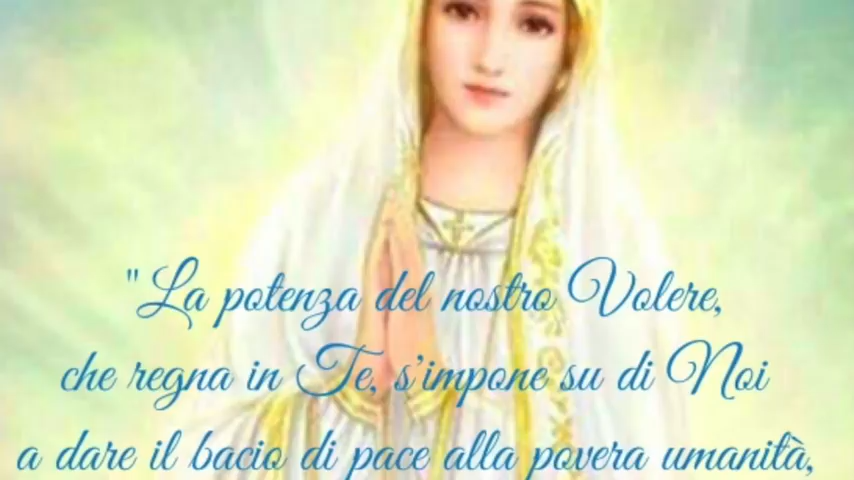 "La potenza del nostro Volere,
che regna in Te, s'impone su di Noi
a dare il bacio di pace alla povera umanità,